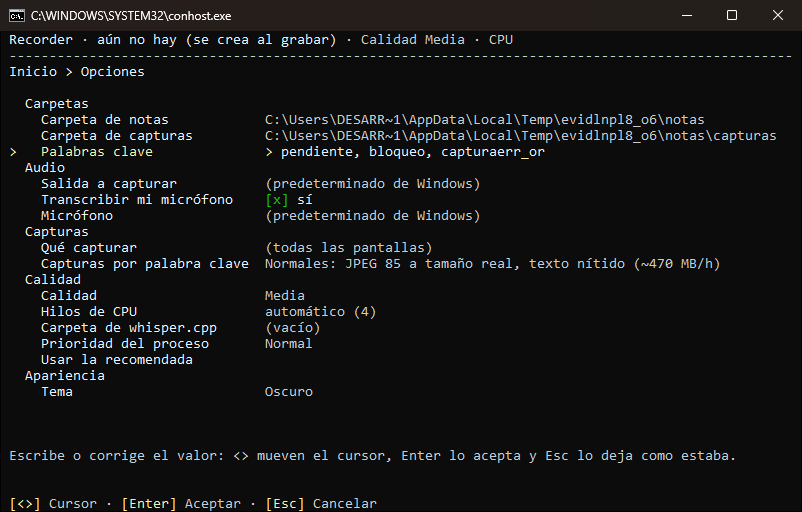 C:\WINDOWS\SYSTEM32\conhost.exe
Recorder · aún no hay (se crea al grabar) · Calidad Media · CPU
Inicio > Opciones
Carpetas
Carpeta de notas C:\Users\DESARR~1\AppData\Local\Temp\evidlnpl8_o6\notas
Carpeta de capturas C:\Users\DESARR~1\AppData\Local\Temp\evidlnpl8_o6\notas\capturas
> Palabras clave > pendiente, bloqueo, capturaerr_or
Audio
Salida a capturar (predeterminado de Windows)
Transcribir mi micrófono [x] sí
Micrófono (predeterminado de Windows)
Capturas
Qué capturar (todas las pantallas)
Capturas por palabra clave Normales: JPEG 85 a tamaño real, texto nítido (~470 MB/h)
Calidad
Calidad Media
Hilos de CPU automático (4)
Carpeta de whisper.cpp (vacío)
Prioridad del proceso Normal
Usar la recomendada
Apariencia
Tema Oscuro
Escribe o corrige el valor: <> mueven el cursor, Enter lo acepta y Esc lo deja como estaba.
[<>] Cursor · [Enter] Aceptar · [Esc] Cancelar